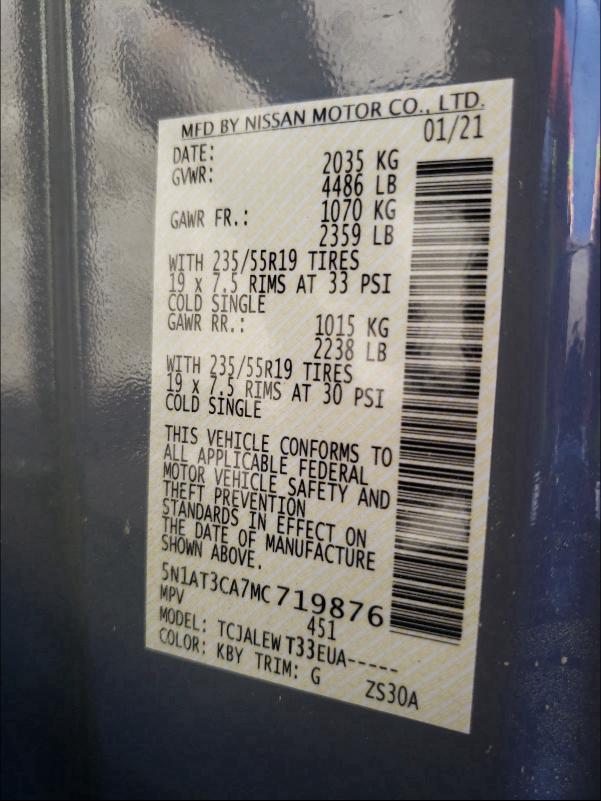 MFD BY NISSAN MOTOR CO., LTD.
DATE: 01/21
GVWR: 2035 KG
4486 LB
GAWR FR.: 1070 KG
2359 LB
WITH 235/55R19 TIRES
19 x 7.5 RIMS AT 33 PSI
COLD SINGLE
GAWR RR.: 1015 KG
2238 LB
WITH 235/55R19 TIRES
19 x 7.5 RIMS AT 30 PSI
COLD SINGLE
THIS VEHICLE CONFORMS TO
ALL APPLICABLE FEDERAL
MOTOR VEHICLE SAFETY AND
THEFT PREVENTION
STANDARDS IN EFFECT ON
THE DATE OF MANUFACTURE
SHOWN ABOVE.
5N1AT3CA7MC719876
MPV 451
MODEL: TCJALEWT33EUA-----
COLOR: KBY TRIM: G ZS30A